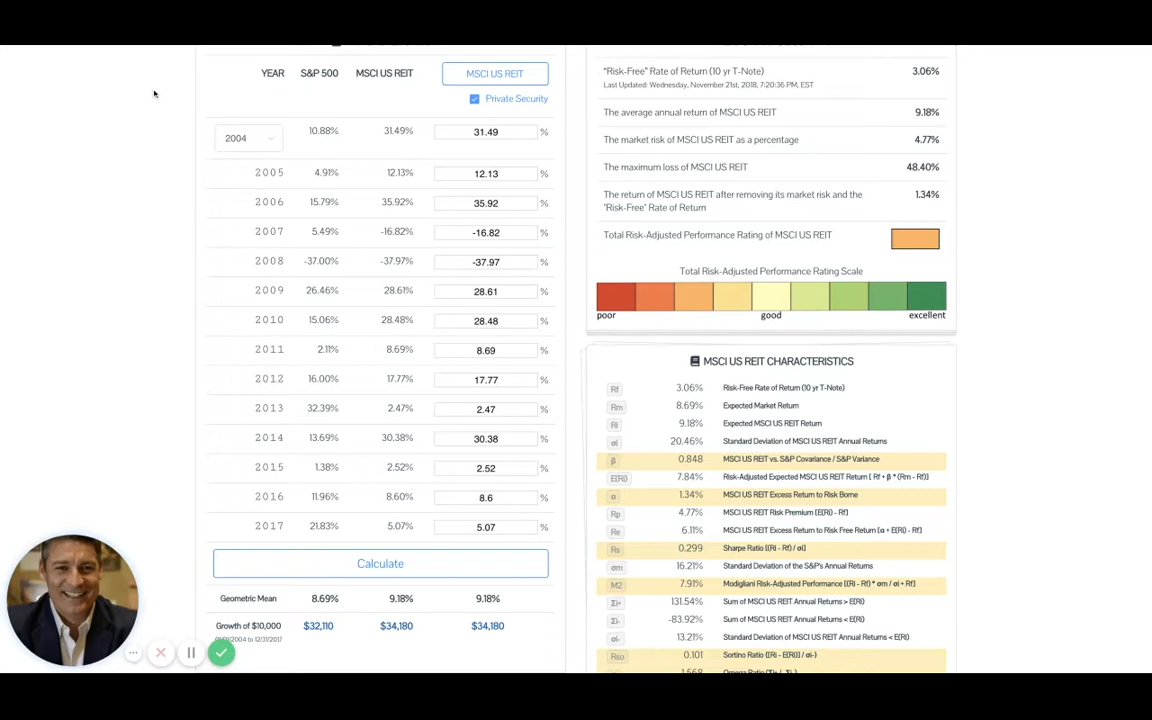 YEAR S&P 500 MSCI US REIT MSCI US REIT
Private Security
2004 10.88% 31.49% 31.49 %
2005 4.91% 12.13% 12.13 %
2006 15.79% 35.92% 35.92 %
2007 5.49% -16.82% -16.82 %
2008 -37.00% -37.97% -37.97 %
2009 26.46% 28.61% 28.61 %
2010 15.06% 28.48% 28.48 %
2011 2.11% 8.69% 8.69 %
2012 16.00% 17.77% 17.77 %
2013 32.39% 2.47% 2.47 %
2014 13.69% 30.38% 30.38 %
2015 1.38% 2.52% 2.52 %
2016 11.96% 8.60% 8.6 %
2017 21.83% 5.07% 5.07 %
Calculate
Geometric Mean 8.69% 9.18% 9.18%
Growth of $10,000 $32,110 $34,180 $34,180
01/01/2004 to 12/31/2017
“Risk-Free” Rate of Return (10 yr T-Note) 3.06%
Last Updated: Wednesday, November 21st, 2018, 7:20:36 PM, EST
The average annual return of MSCI US REIT 9.18%
The market risk of MSCI US REIT as a percentage 4.77%
The maximum loss of MSCI US REIT 48.40%
The return of MSCI US REIT after removing its market risk and the 1.34%
"Risk-Free" Rate of Return
Total Risk-Adjusted Performance Rating of MSCI US REIT
Total Risk-Adjusted Performance Rating Scale
poor good excellent
MSCI US REIT CHARACTERISTICS
Rf 3.06% Risk-Free Rate of Return (10 yr T-Note)
Rm 8.69% Expected Market Return
Ri 9.18% Expected MSCI US REIT Return
σi 20.46% Standard Deviation of MSCI US REIT Annual Returns
β 0.848 MSCI US REIT vs. S&P Covariance / S&P Variance
E(Ri) 7.84% Risk-Adjusted Expected MSCI US REIT Return [ Rf + β * (Rm - Rf)]
α 1.34% MSCI US REIT Excess Return to Risk Borne
Rp 4.77% MSCI US REIT Risk Premium [E(Ri) - Rf]
Re 6.11% MSCI US REIT Excess Return to Risk Free Return [α + E(Ri) - Rf]
Rs 0.299 Sharpe Ratio [(Ri - Rf) / σi]
σm 16.21% Standard Deviation of the S&P's Annual Returns
M2 7.91% Modigliani Risk-Adjusted Performance [(Ri - Rf) * σm / σi + Rf]
Σi+ 131.54% Sum of MSCI US REIT Annual Returns > E(Ri)
Σi- -83.92% Sum of MSCI US REIT Annual Returns < E(Ri)
σi- 13.21% Standard Deviation of MSCI US REIT Annual Returns < E(Ri)
Rso 0.101 Sortino Ratio [(Ri - E(Ri)) / σi-]
1.568 Omega Ratio